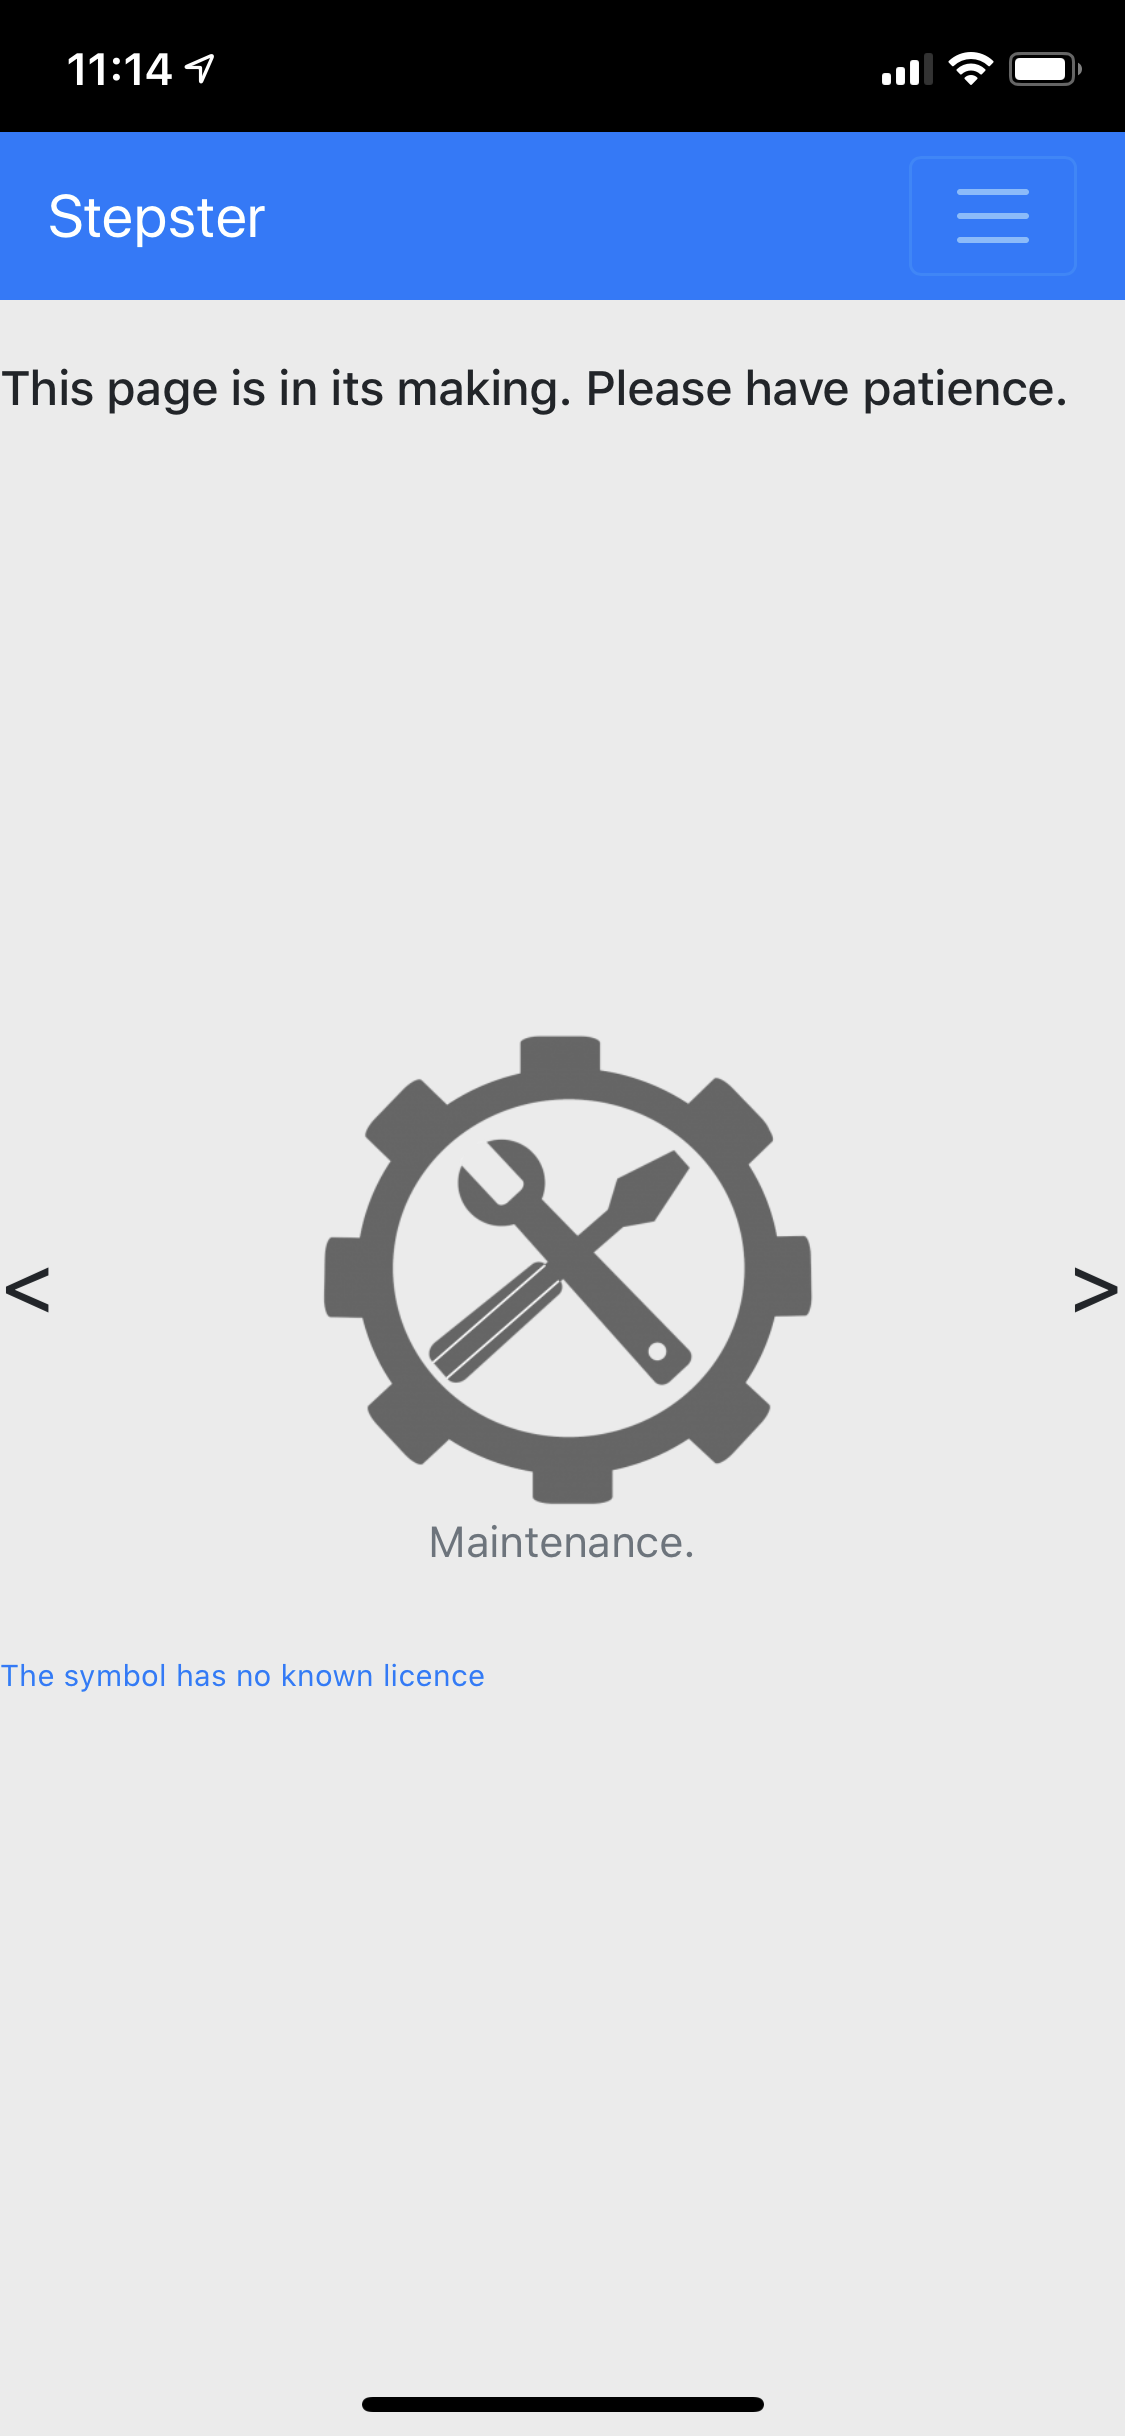 11:14
Stepster
This page is in its making. Please have patience.
< >
Maintenance.
The symbol has no known licence